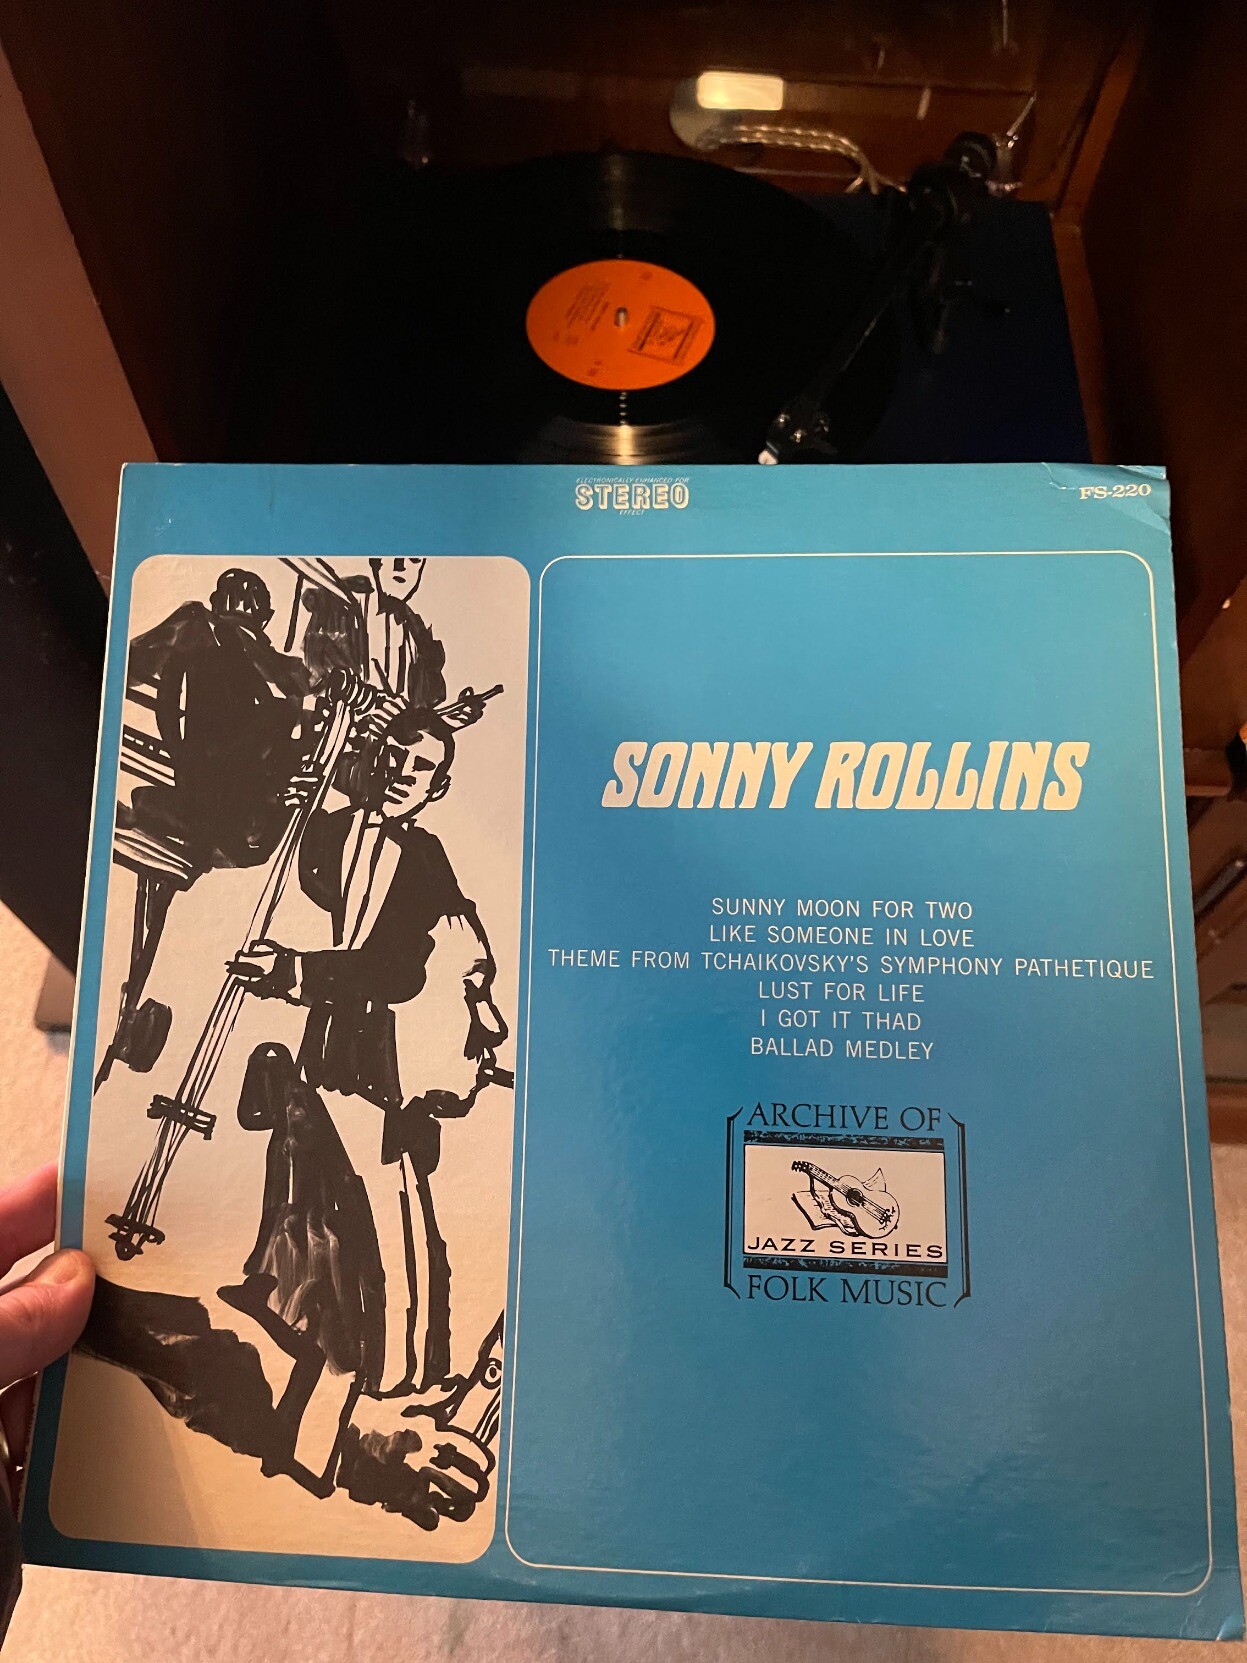 ELECTRONICALLY ENHANCED FOR
STEREO
EFFECT
FS-220
SONNY ROLLINS
SUNNY MOON FOR TWO
LIKE SOMEONE IN LOVE
THEME FROM TCHAIKOVSKY'S SYMPHONY PATHETIQUE
LUST FOR LIFE
I GOT IT THAD
BALLAD MEDLEY
ARCHIVE OF
JAZZ SERIES
FOLK MUSIC